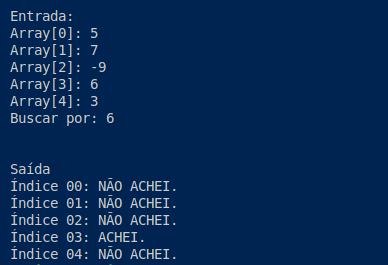 Entrada:
Array[0]: 5
Array[1]: 7
Array[2]: -9
Array[3]: 6
Array[4]: 3
Buscar por: 6
Saída
Índice 00: NÃO ACHEI.
Índice 01: NÃO ACHEI.
Índice 02: NÃO ACHEI.
Índice 03: ACHEI.
Índice 04: NÃO ACHEI.